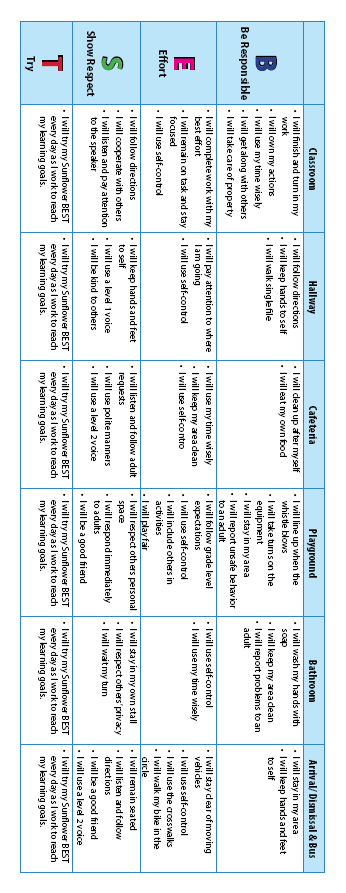 Classroom
Hallway
Cafeteria
Playground
Bathroom
Arrival/ Dismissal & Bus
B
Be Responsible
• I will finish and turn in my
work
• I own my actions
• I will use my time wisely
• I will get along with others
• I will take care of property
• I will follow directions
• I will keep hands to self
• I will walk single file
• I will clean up after myself
• I will eat my own food
• I will line up when the
whistle blows
• I will take turns on the
equipment
• I will stay in my area
• I will report unsafe behavior
to an adult
• I will wash my hands with
soap
• I will keep my area clean
• I will report problems to an
adult
• I will stay in my area
• I will keep hands and feet
to self
E
Effort
• I will complete work with my
best effort
• I will remain on task and stay
focused
• I will use self-control
• I will pay attention to where
I am going
• I will use self-control
• I will use my time wisely
• I will keep my area clean
• I will use self-contro
• I will follow grade level
expectations
• I will use self-control
• I will include others in
activities
• I will play fair
• I will use self-control
• I will use my time wisely
• I will stay clear of moving
vehicles
• I will use self-control
• I will use the crosswalks
• I will walk my bike in the
circle
S
Show Respect
• I will follow directions
• I will cooperate with others
• I will listen and pay attention
to the speaker
• I will keep hands and feet
to self
• I will use a level 1 voice
• I will be kind to others
• I will listen and follow adult
requests
• I will use polite manners
• I will use a level 2 voice
• I will respect others personal
space
• I will respond immediately
to adults
• I will be a good friend
• I will stay in my own stall
• I will respect others' privacy
• I will wait my turn
• I will remain seated
• I will listen and follow
directions
• I will be a good friend
• I will use a level 2 voice
T
Try
• I will try my Sunflower BEST
every day as I work to reach
my learning goals.
• I will try my Sunflower BEST
every day as I work to reach
my learning goals.
• I will try my Sunflower BEST
every day as I work to reach
my learning goals.
• I will try my Sunflower BEST
every day as I work to reach
my learning goals.
• I will try my Sunflower BEST
every day as I work to reach
my learning goals.
• I will try my Sunflower BEST
every day as I work to reach
my learning goals.